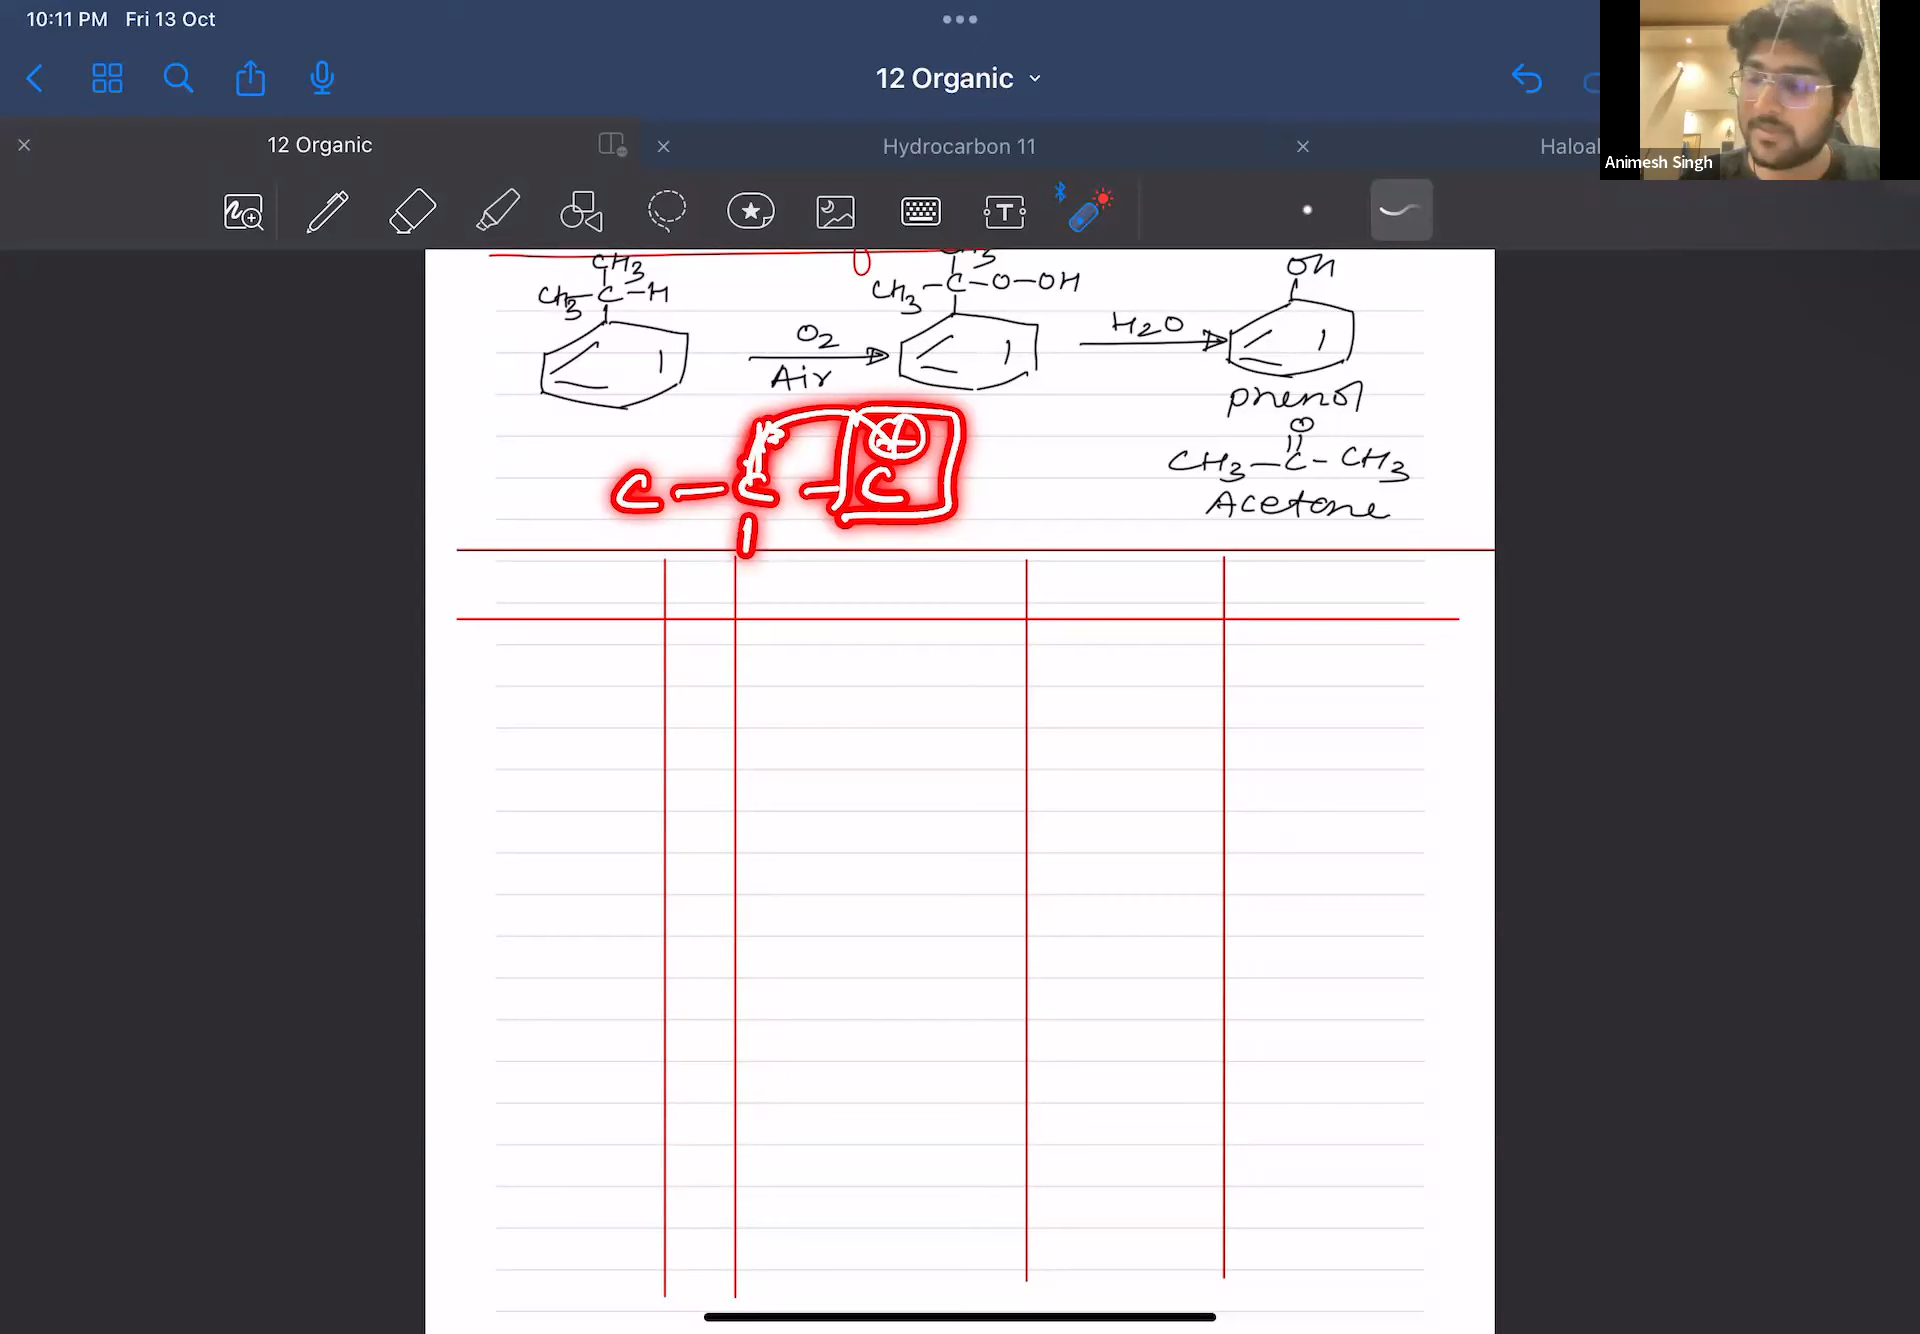 10:11 PM Fri 13 Oct
12 Organic
12 Organic
Hydrocarbon 11
Animesh Singh
T
CH3
CH3-C-H
O2
Air
CH3-C-O-OH
H2O
OH
phenol
O
CH3-C-CH3
Acetone
C-C-C
+